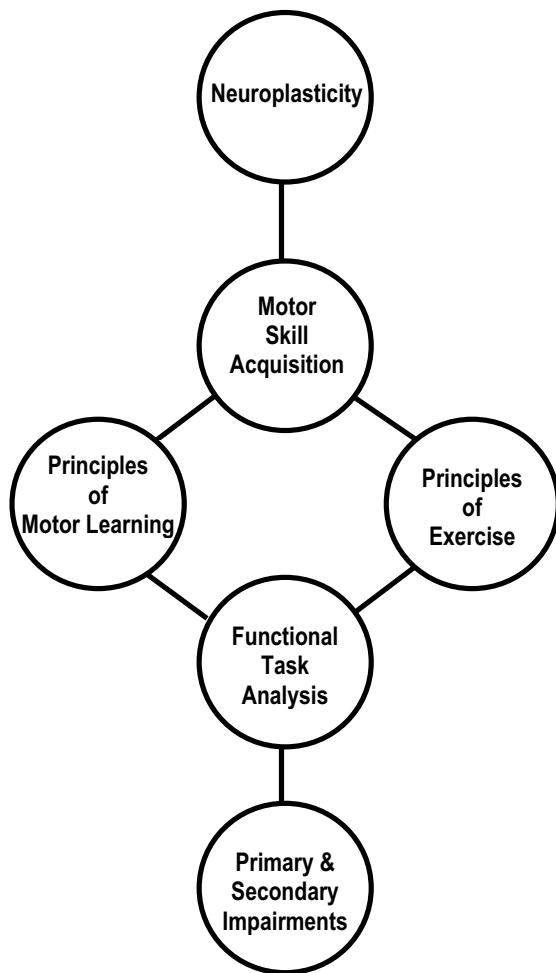 Neuroplasticity
Motor
Skill
Acquisition
Principles
of
Motor Learning
Principles
of
Exercise
Functional
Task
Analysis
Primary &
Secondary
Impairments